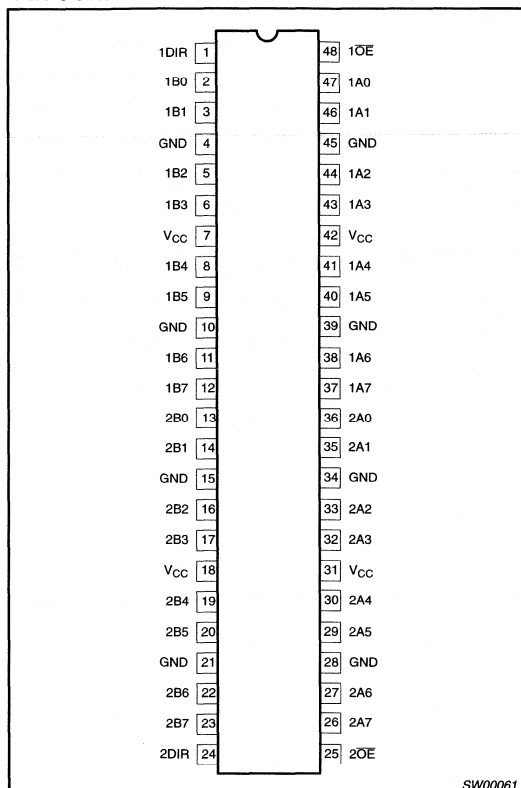 1DIR 1 48 1O̅E̅
1B0 2 47 1A0
1B1 3 46 1A1
GND 4 45 GND
1B2 5 44 1A2
1B3 6 43 1A3
VCC 7 42 VCC
1B4 8 41 1A4
1B5 9 40 1A5
GND 10 39 GND
1B6 11 38 1A6
1B7 12 37 1A7
2B0 13 36 2A0
2B1 14 35 2A1
GND 15 34 GND
2B2 16 33 2A2
2B3 17 32 2A3
VCC 18 31 VCC
2B4 19 30 2A4
2B5 20 29 2A5
GND 21 28 GND
2B6 22 27 2A6
2B7 23 26 2A7
2DIR 24 25 2O̅E̅
SW00061